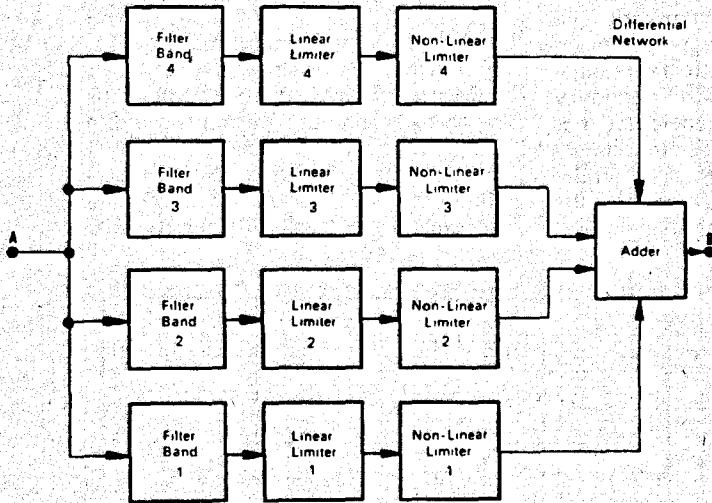 Filter
Band
4
Linear
Limiter
4
Non-Linear
Limiter
4
Differential
Network
Filter
Band
3
Linear
Limiter
3
Non-Linear
Limiter
3
A
Adder
B
Filter
Band
2
Linear
Limiter
2
Non-Linear
Limiter
2
Filter
Band
1
Linear
Limiter
1
Non-Linear
Limiter
1